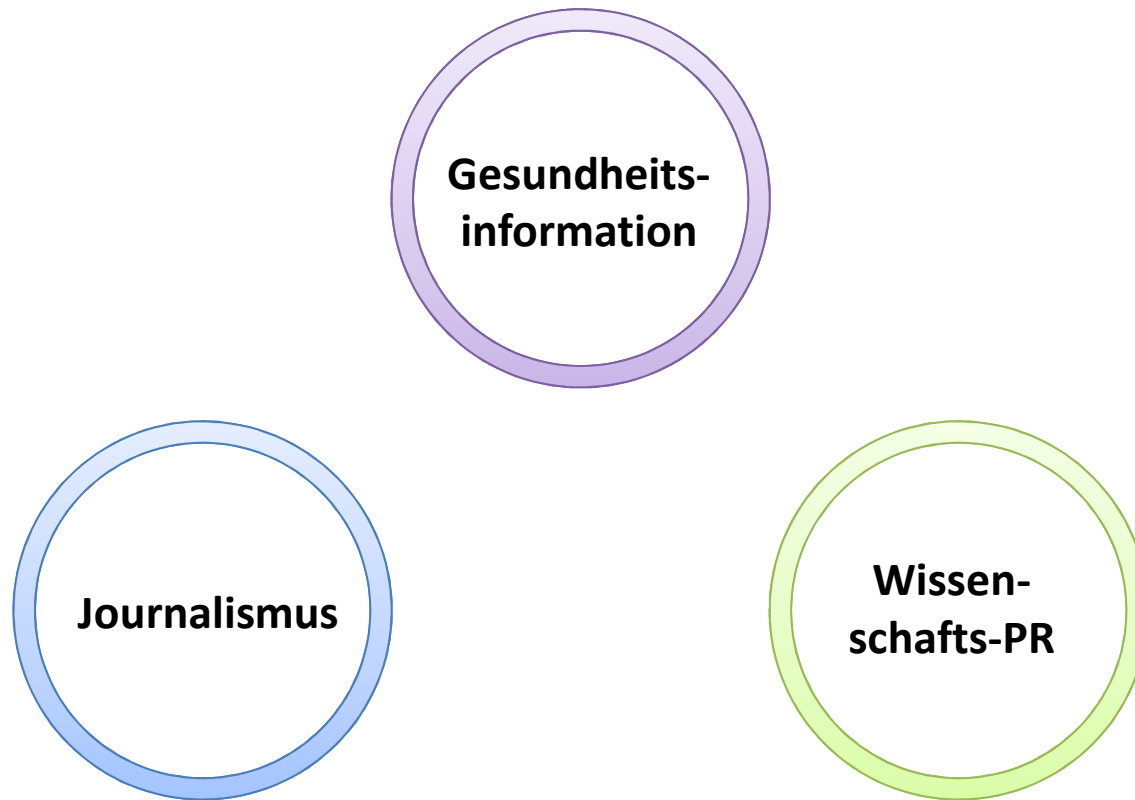 Gesundheits-
information
Journalismus
Wissen-
schafts-PR